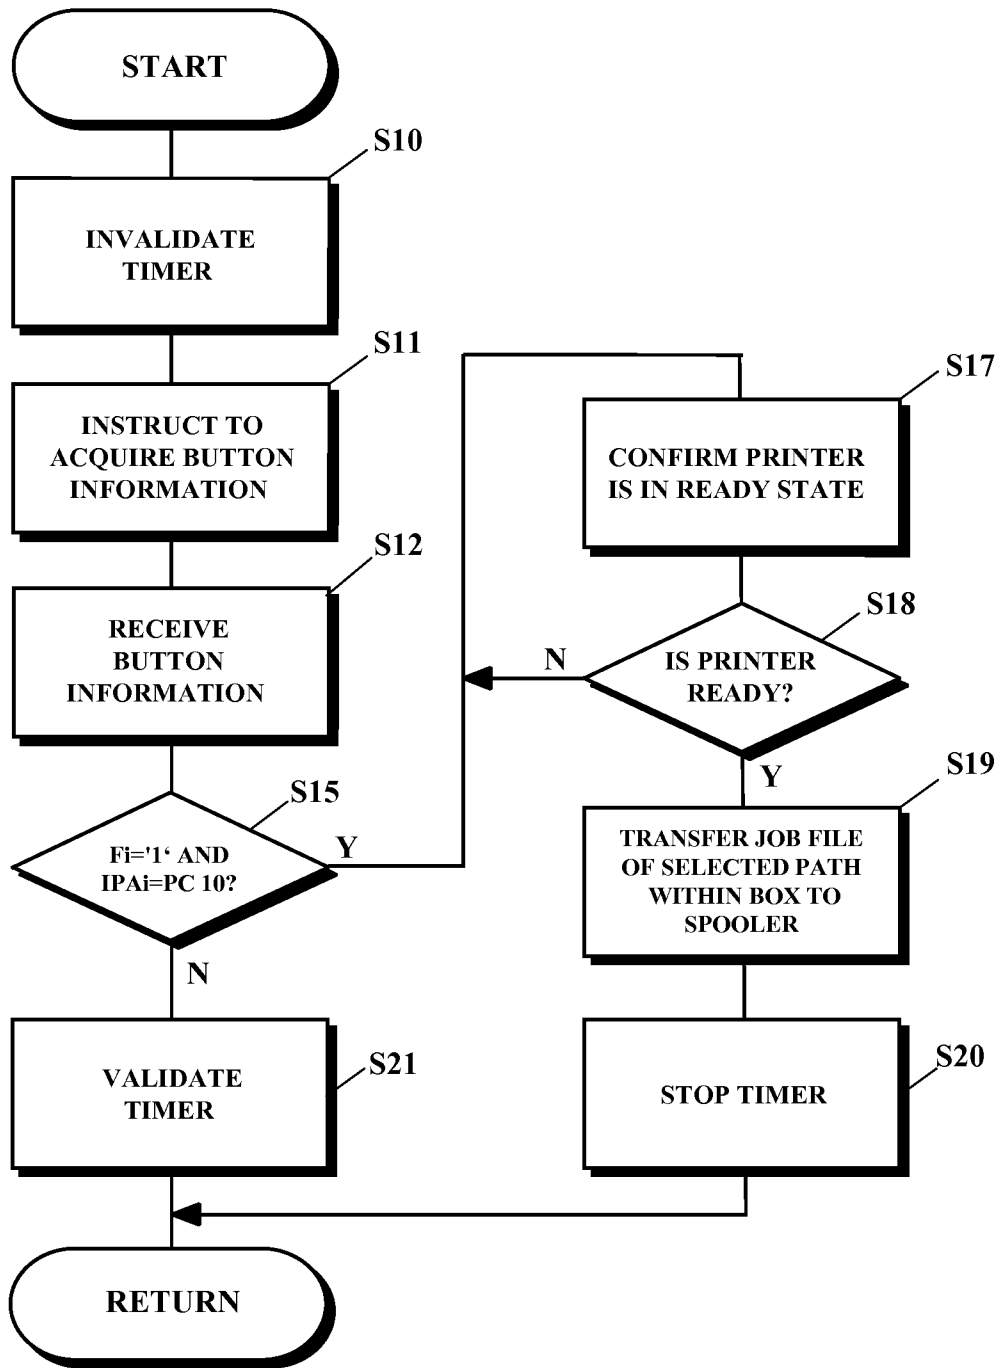 START
S10
INVALIDATE
TIMER
S11
INSTRUCT TO
ACQUIRE BUTTON
INFORMATION
S12
RECEIVE
BUTTON
INFORMATION
S15
Fi='1‘ AND
IPAi=PC 10?
Y
N
VALIDATE
TIMER
S21
RETURN
S17
CONFIRM PRINTER
IS IN READY STATE
S18
IS PRINTER
READY?
N
Y
S19
TRANSFER JOB FILE
OF SELECTED PATH
WITHIN BOX TO
SPOOLER
S20
STOP TIMER